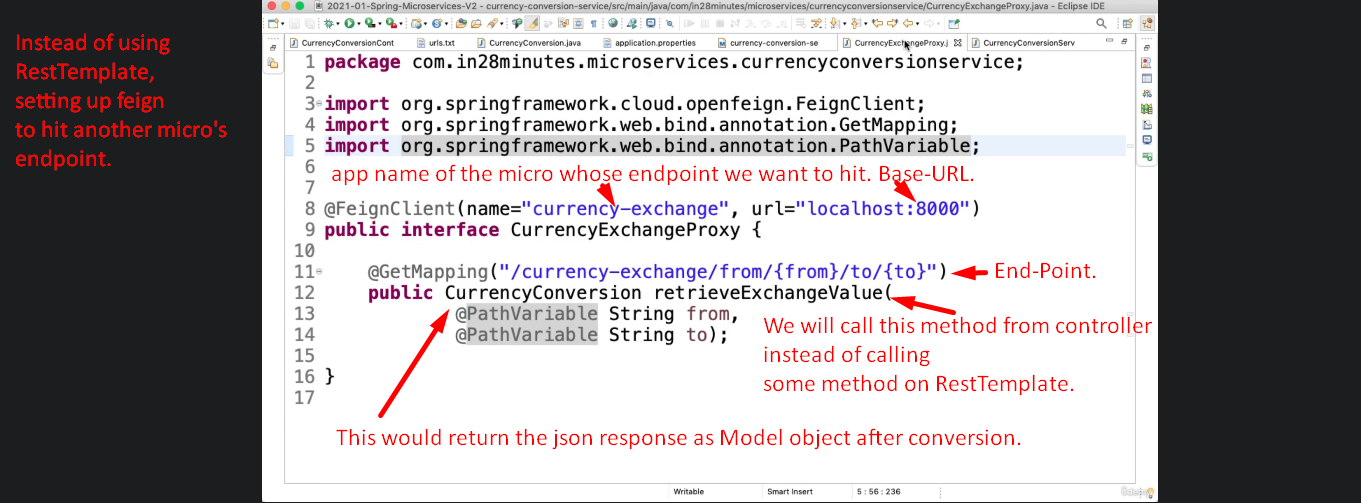 2021-01-Spring-Microservices-V2 - currency-conversion-service/src/main/java/com/in28minutes/microservices/currencyconversionservice/CurrencyExchangeProxy.java - Eclipse IDE
Instead of using
RestTemplate,
setting up feign
to hit another micro's
endpoint.
CurrencyConversionCont
urls.txt
CurrencyConversion.java
application.properties
currency-conversion-se
CurrencyExchangeProxy.j
CurrencyConversionServ
1 package com.in28minutes.microservices.currencyconversionservice;
2
3 import org.springframework.cloud.openfeign.FeignClient;
4 import org.springframework.web.bind.annotation.GetMapping;
5 import org.springframework.web.bind.annotation.PathVariable;
6
app name of the micro whose endpoint we want to hit. Base-URL.
7
8 @FeignClient(name="currency-exchange", url="localhost:8000")
9 public interface CurrencyExchangeProxy {
10
11 @GetMapping("/currency-exchange/from/{from}/to/{to}")
End-Point.
12 public CurrencyConversion retrieveExchangeValue(
13 @PathVariable String from,
14 @PathVariable String to);
We will call this method from controller
instead of calling
some method on RestTemplate.
15
16 }
17
This would return the json response as Model object after conversion.
Writable
Smart Insert
5 : 56 : 236